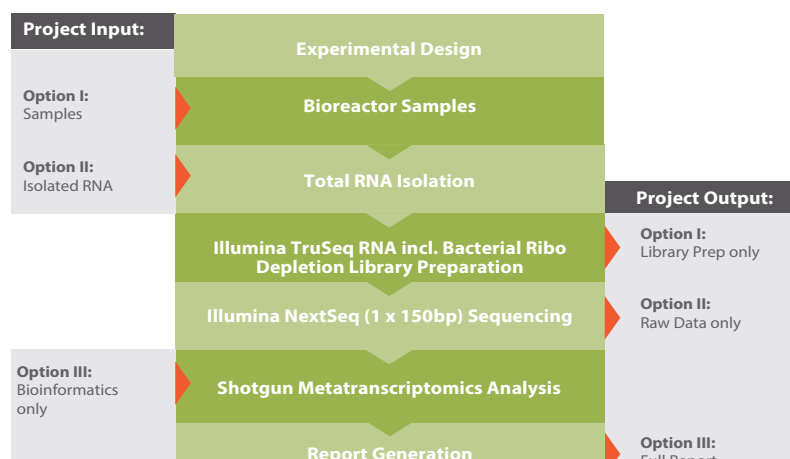 Project Input:
Experimental Design
Option I:
Samples
Bioreactor Samples
Option II:
Isolated RNA
Total RNA Isolation
Project Output:
Illumina TruSeq RNA incl. Bacterial Ribo
Depletion Library Preparation
Option I:
Library Prep only
Illumina NextSeq (1 x 150bp) Sequencing
Option II:
Raw Data only
Option III:
Bioinformatics
only
Shotgun Metatranscriptomics Analysis
Report Generation
Option III:
Full Report